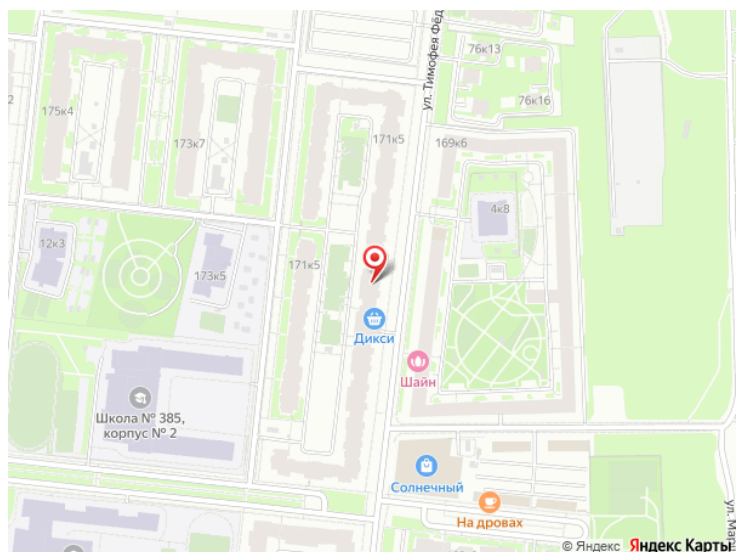 ул. Тимофея Фёд
76к13
175к4
76к16
173к7
171к5
169к6
4к8
12к3
171к5
173к5
Дикси
Шайн
Школа № 385,
корпус № 2
Солнечный
На дровах
ул. Мар
© Яндекс Яндекс Карты